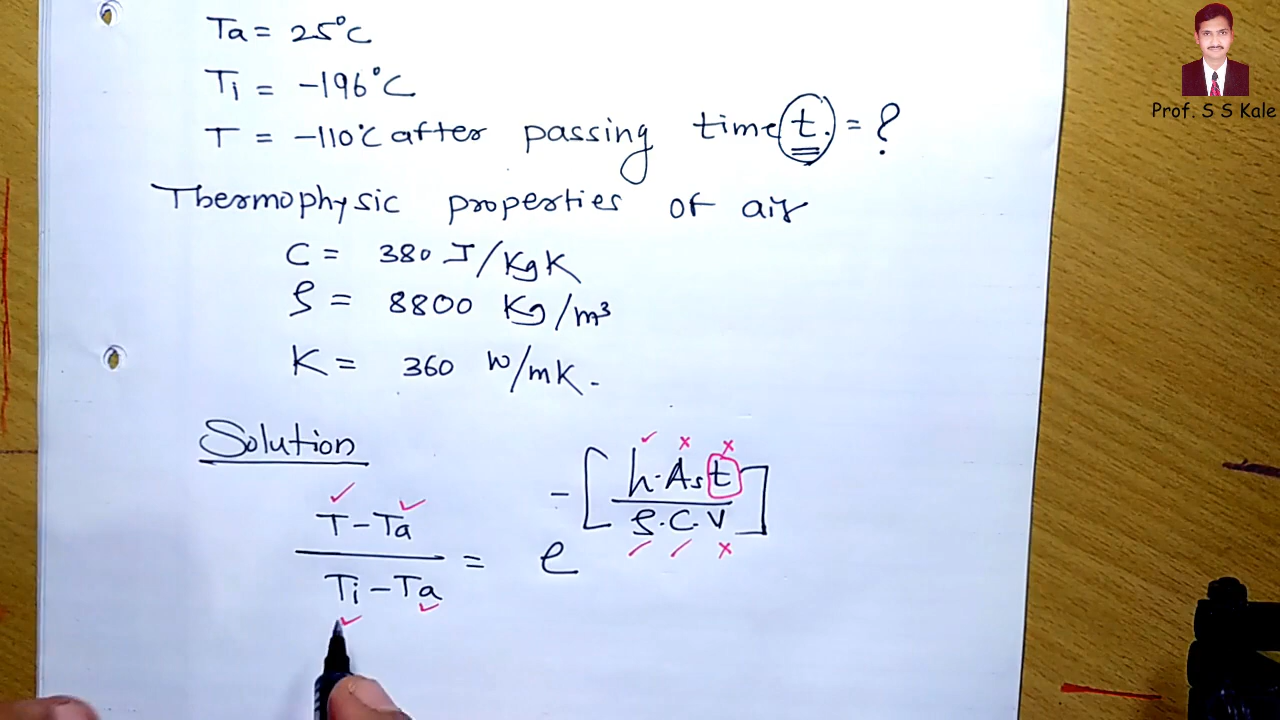 Ta = 25°C
Ti = -196°C
T = -110°C after passing time t. = ?
Prof. S S Kale
Thermophysic properties of air
C = 380 J/KgK
ρ = 8800 Kg/m³
K = 360 W/mK.
Solution
T-Ta / Ti-Ta = e^-[h.As t / ρ.C.V]